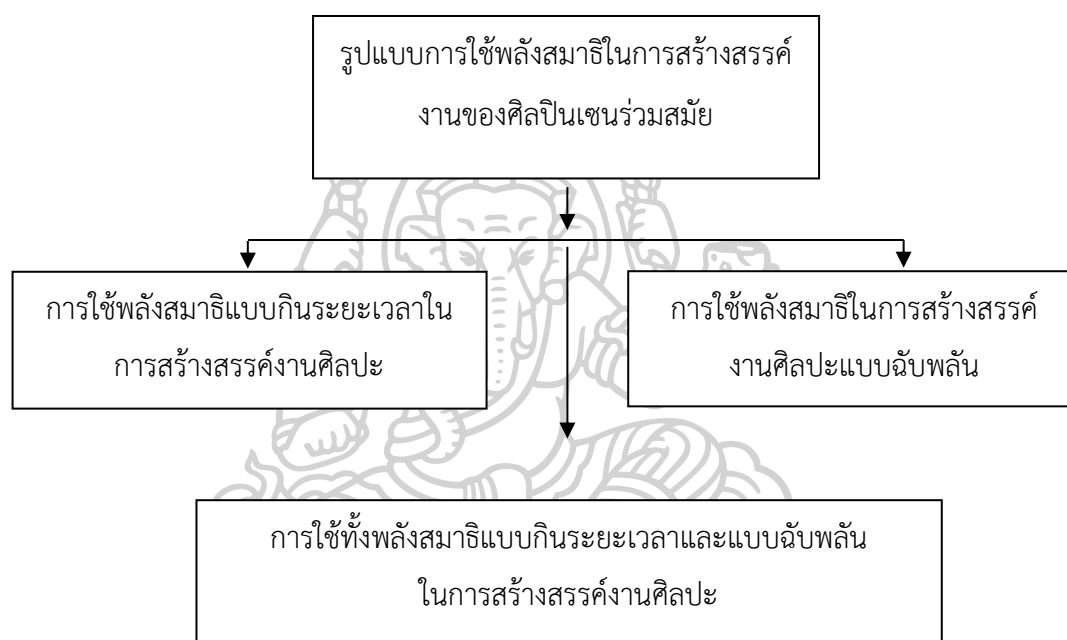 รูปแบบการใช้พลังสมาธิในการสร้างสรรค์
งานของศิลปินเซนร่วมสมัย
การใช้พลังสมาธิแบบกินระยะเวลาใน
การสร้างสรรค์งานศิลปะ
การใช้พลังสมาธิในการสร้างสรรค์
งานศิลปะแบบฉับพลัน
การใช้ทั้งพลังสมาธิแบบกินระยะเวลาและแบบฉับพลัน
ในการสร้างสรรค์งานศิลปะ